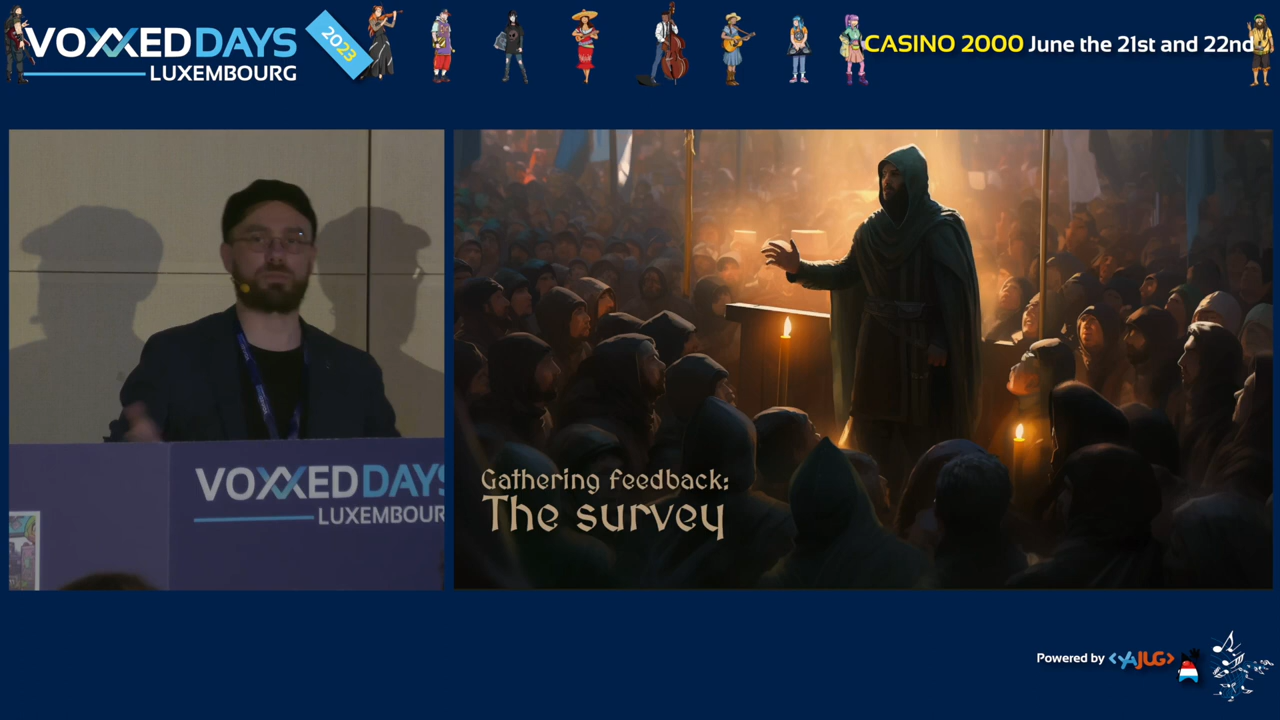 VOXXED DAYS
LUXEMBOURG
2023
CASINO 2000 June the 21st and 22nd
Gathering feedback:
The survey
VOXXED DAYS
LUXEMBOUR
Powered by <YAJUG>